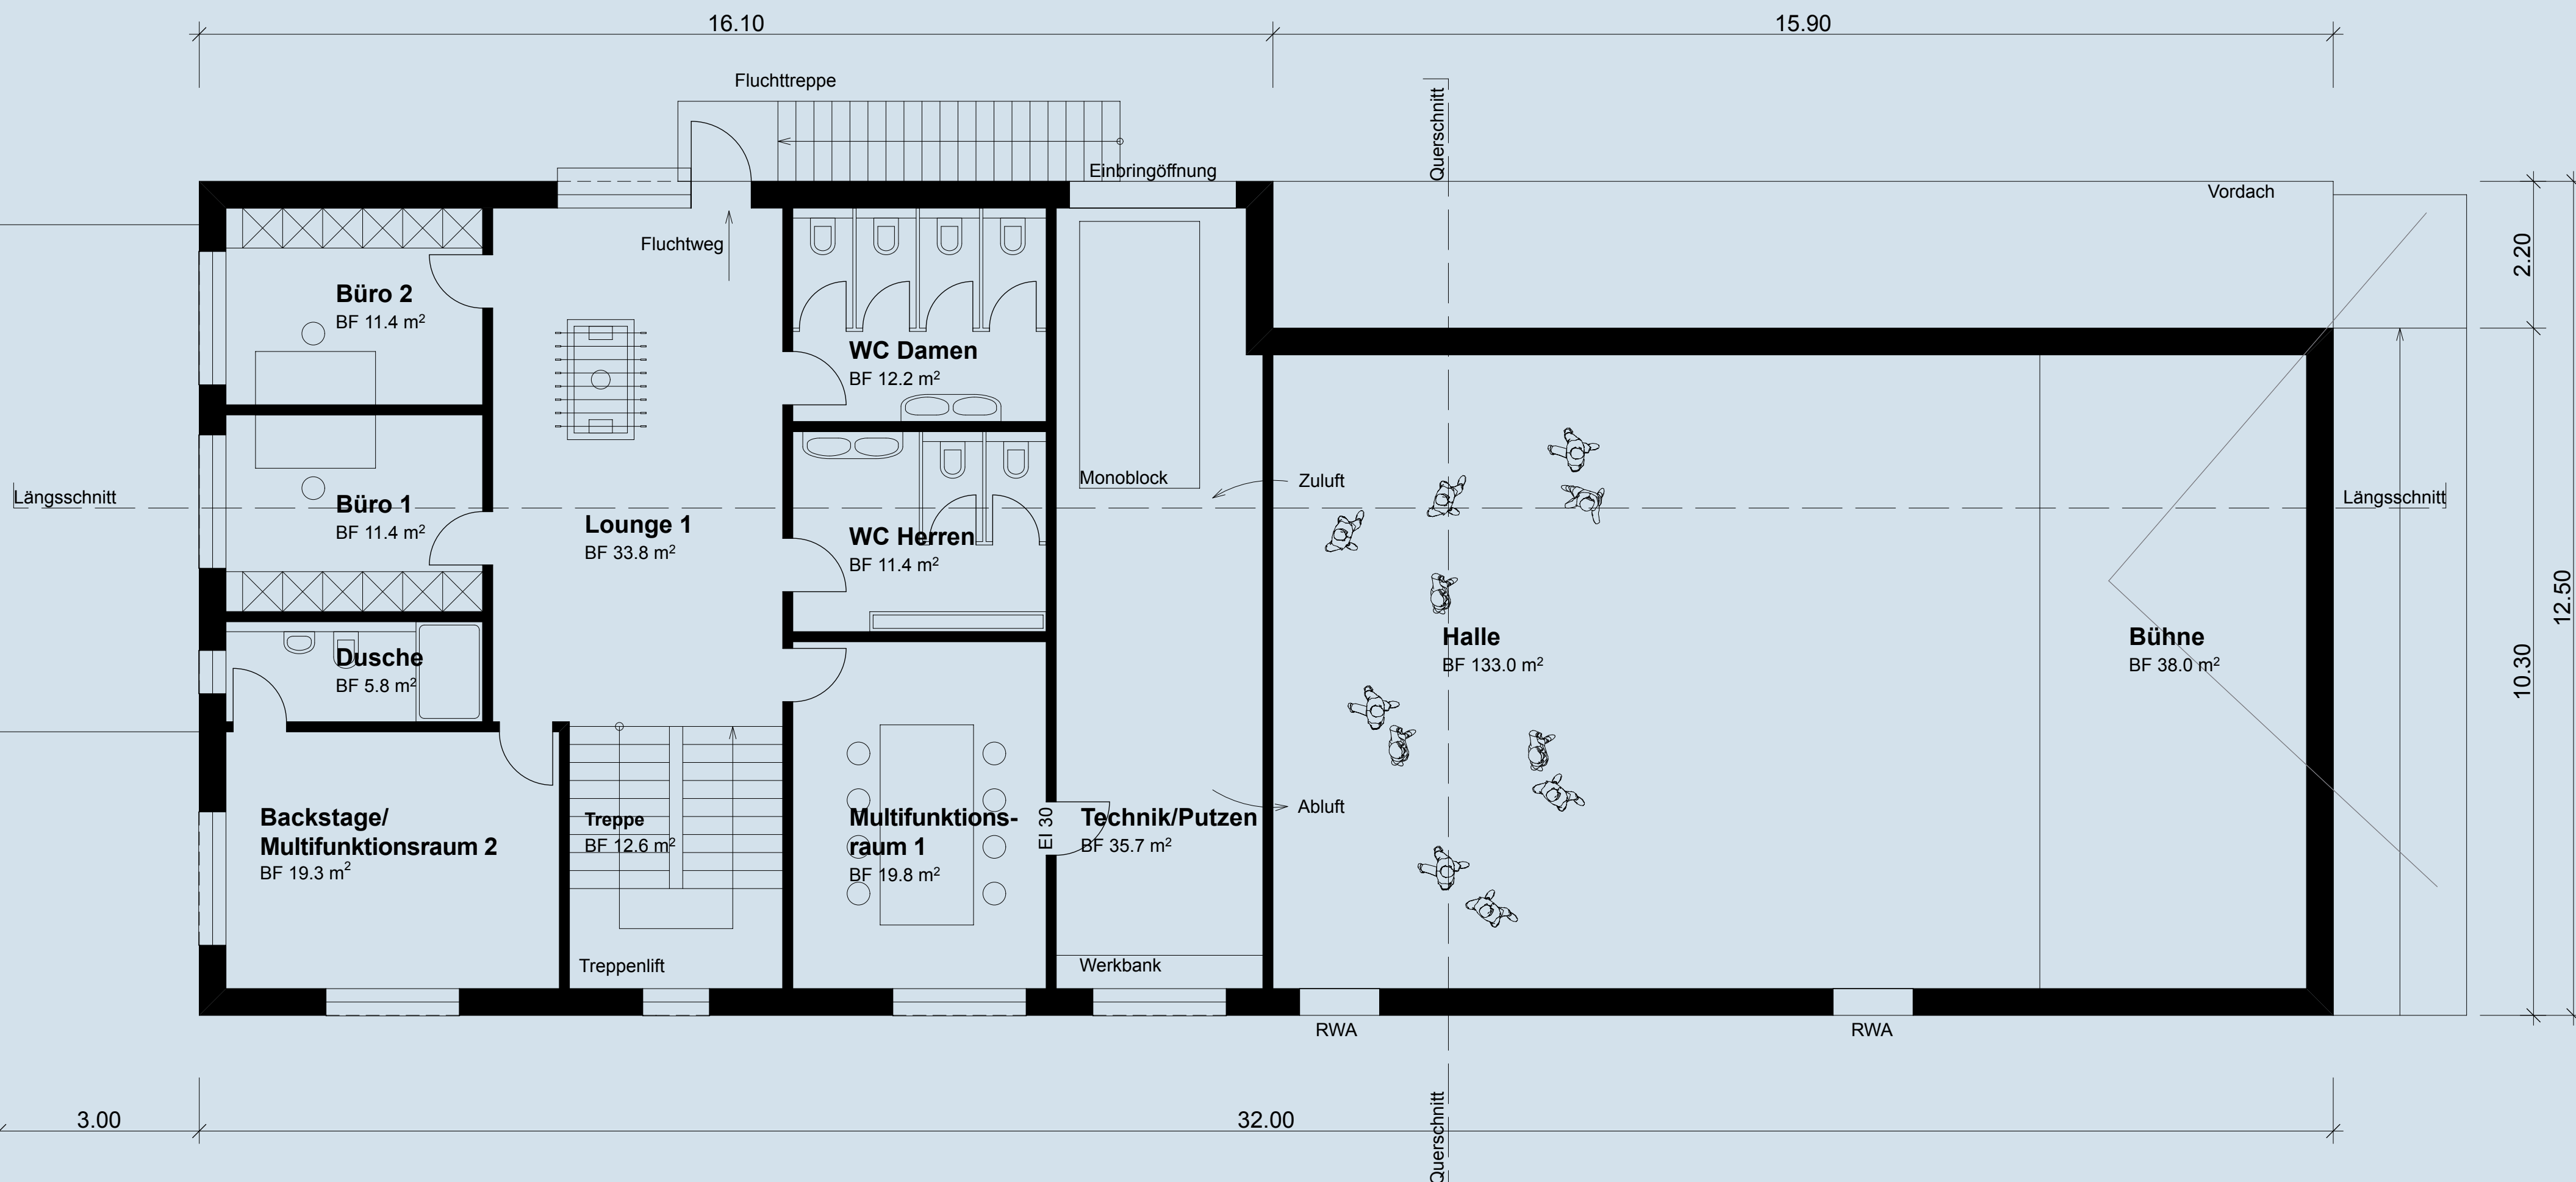 16.10
15.90
Fluchttreppe
Querschnitt
Einbringöffnung
Vordach
Fluchtweg
2.20
Büro 2
BF 11.4 m²
WC Damen
BF 12.2 m²
Längsschnitt
Büro 1
BF 11.4 m²
Lounge 1
BF 33.8 m²
WC Herren
BF 11.4 m²
Monoblock
Zuluft
Längsschnitt
12.50
Dusche
BF 5.8 m²
Halle
BF 133.0 m²
Bühne
BF 38.0 m²
10.30
Backstage/
Multifunktionsraum 2
BF 19.3 m²
Treppe
BF 12.6 m²
Multifunktions-
raum 1
BF 19.8 m²
EI 30
Technik/Putzen
BF 35.7 m²
Abluft
Treppenlift
Werkbank
RWA
RWA
3.00
32.00
Querschnitt